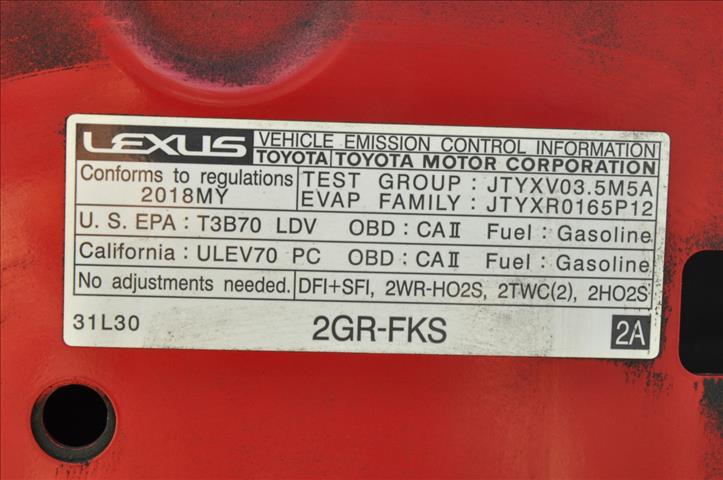 LEXUS VEHICLE EMISSION CONTROL INFORMATION
TOYOTA TOYOTA MOTOR CORPORATION
Conforms to regulations TEST GROUP : JTYXV03.5M5A
2018MY EVAP FAMILY : JTYXR0165P12
U. S. EPA : T3B70 LDV OBD : CAII Fuel : Gasoline
California : ULEV70 PC OBD : CAII Fuel : Gasoline
No adjustments needed. DFI+SFI, 2WR-HO2S, 2TWC(2), 2HO2S
31L30 2GR-FKS 2A